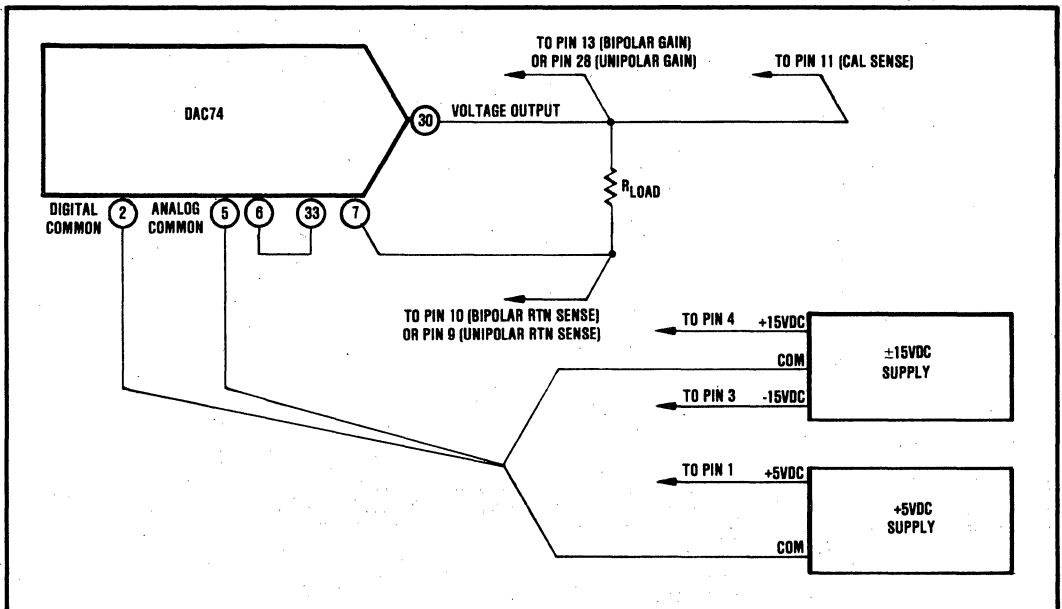 TO PIN 13 (BIPOLAR GAIN)
OR PIN 28 (UNIPOLAR GAIN)
TO PIN 11 (CAL SENSE)
DAC74
30
VOLTAGE OUTPUT
RLOAD
DIGITAL
COMMON
2
ANALOG
COMMON
5
6
33
7
TO PIN 10 (BIPOLAR RTN SENSE)
OR PIN 9 (UNIPOLAR RTN SENSE)
TO PIN 4
+15VDC
COM
TO PIN 3
-15VDC
±15VDC
SUPPLY
TO PIN 1
+5VDC
COM
+5VDC
SUPPLY